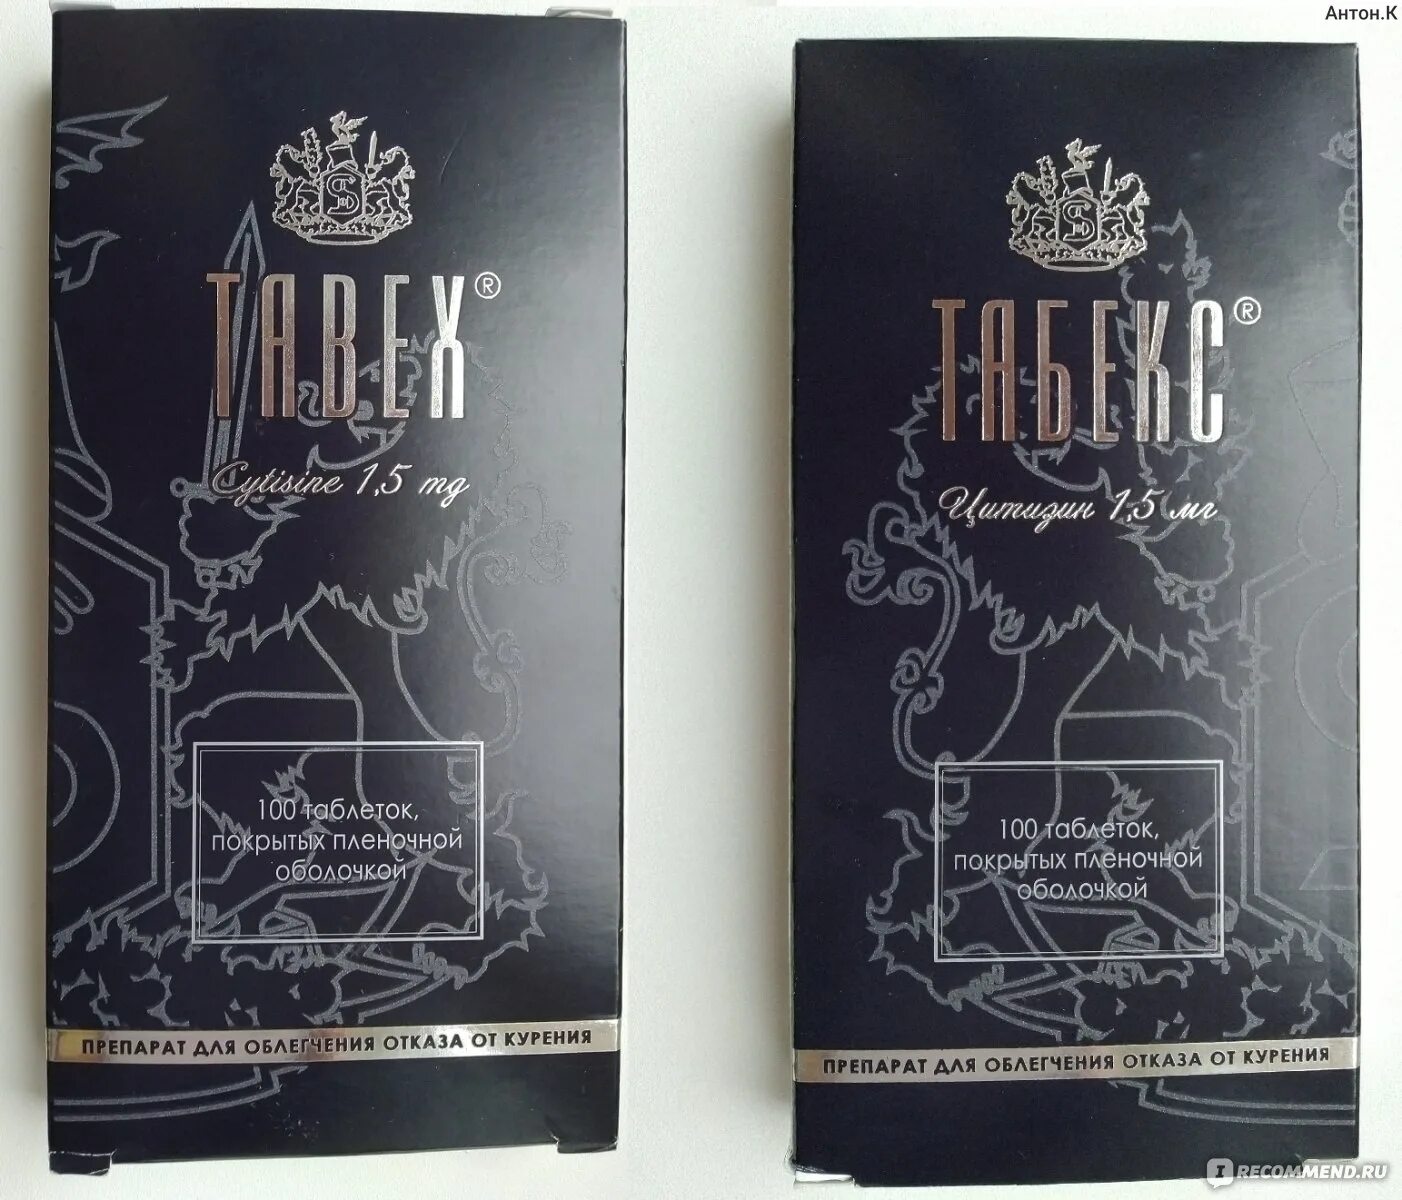 Антон.К
TABEX®
Cytisine 1,5 mg
100 таблеток,
покрытых пленочной
оболочкой
ПРЕПАРАТ ДЛЯ ОБЛЕГЧЕНИЯ ОТКАЗА ОТ КУРЕНИЯ
ТАБЕКС®
Цитизин 1,5 мг
100 таблеток,
покрытых пленочной
оболочкой
ПРЕПАРАТ ДЛЯ ОБЛЕГЧЕНИЯ ОТКАЗА ОТ КУРЕНИЯ
IRECOMMEND.RU